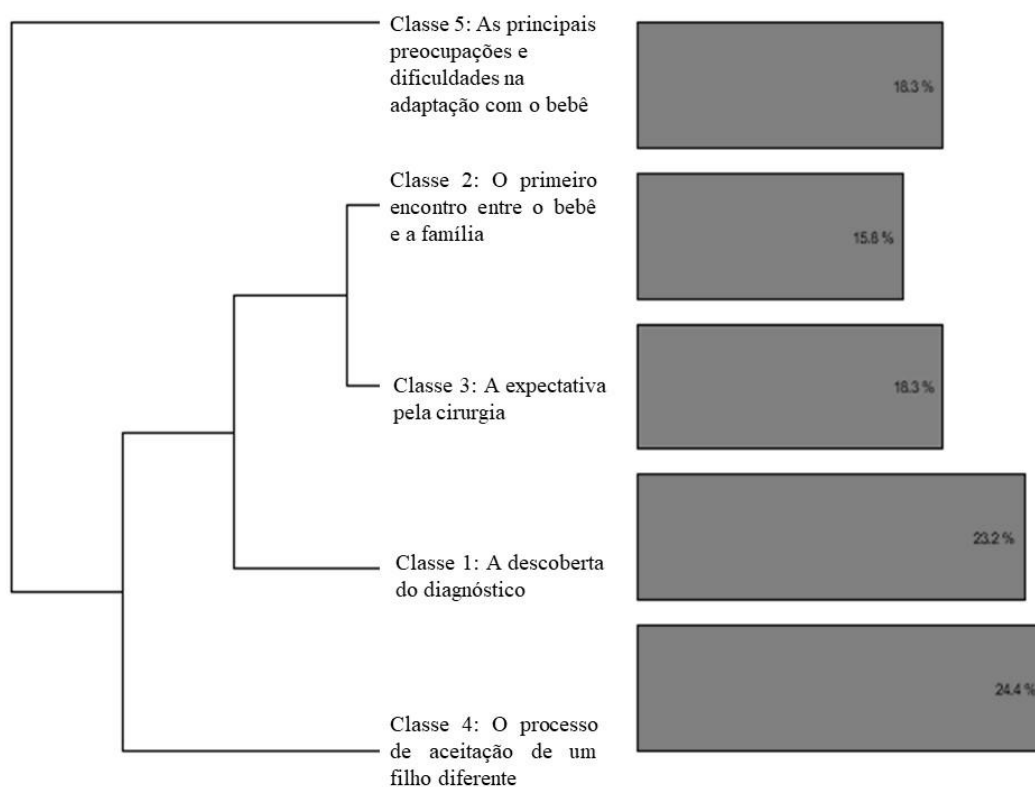 Classe 5: As principais
preocupações e
dificuldades na
adaptação com o bebê
18.3 %
Classe 2: O primeiro
encontro entre o bebê
e a família
15.8 %
Classe 3: A expectativa
pela cirurgia
18.3 %
Classe 1: A descoberta
do diagnóstico
23.2 %
Classe 4: O processo
de aceitação de um
filho diferente
24.4 %